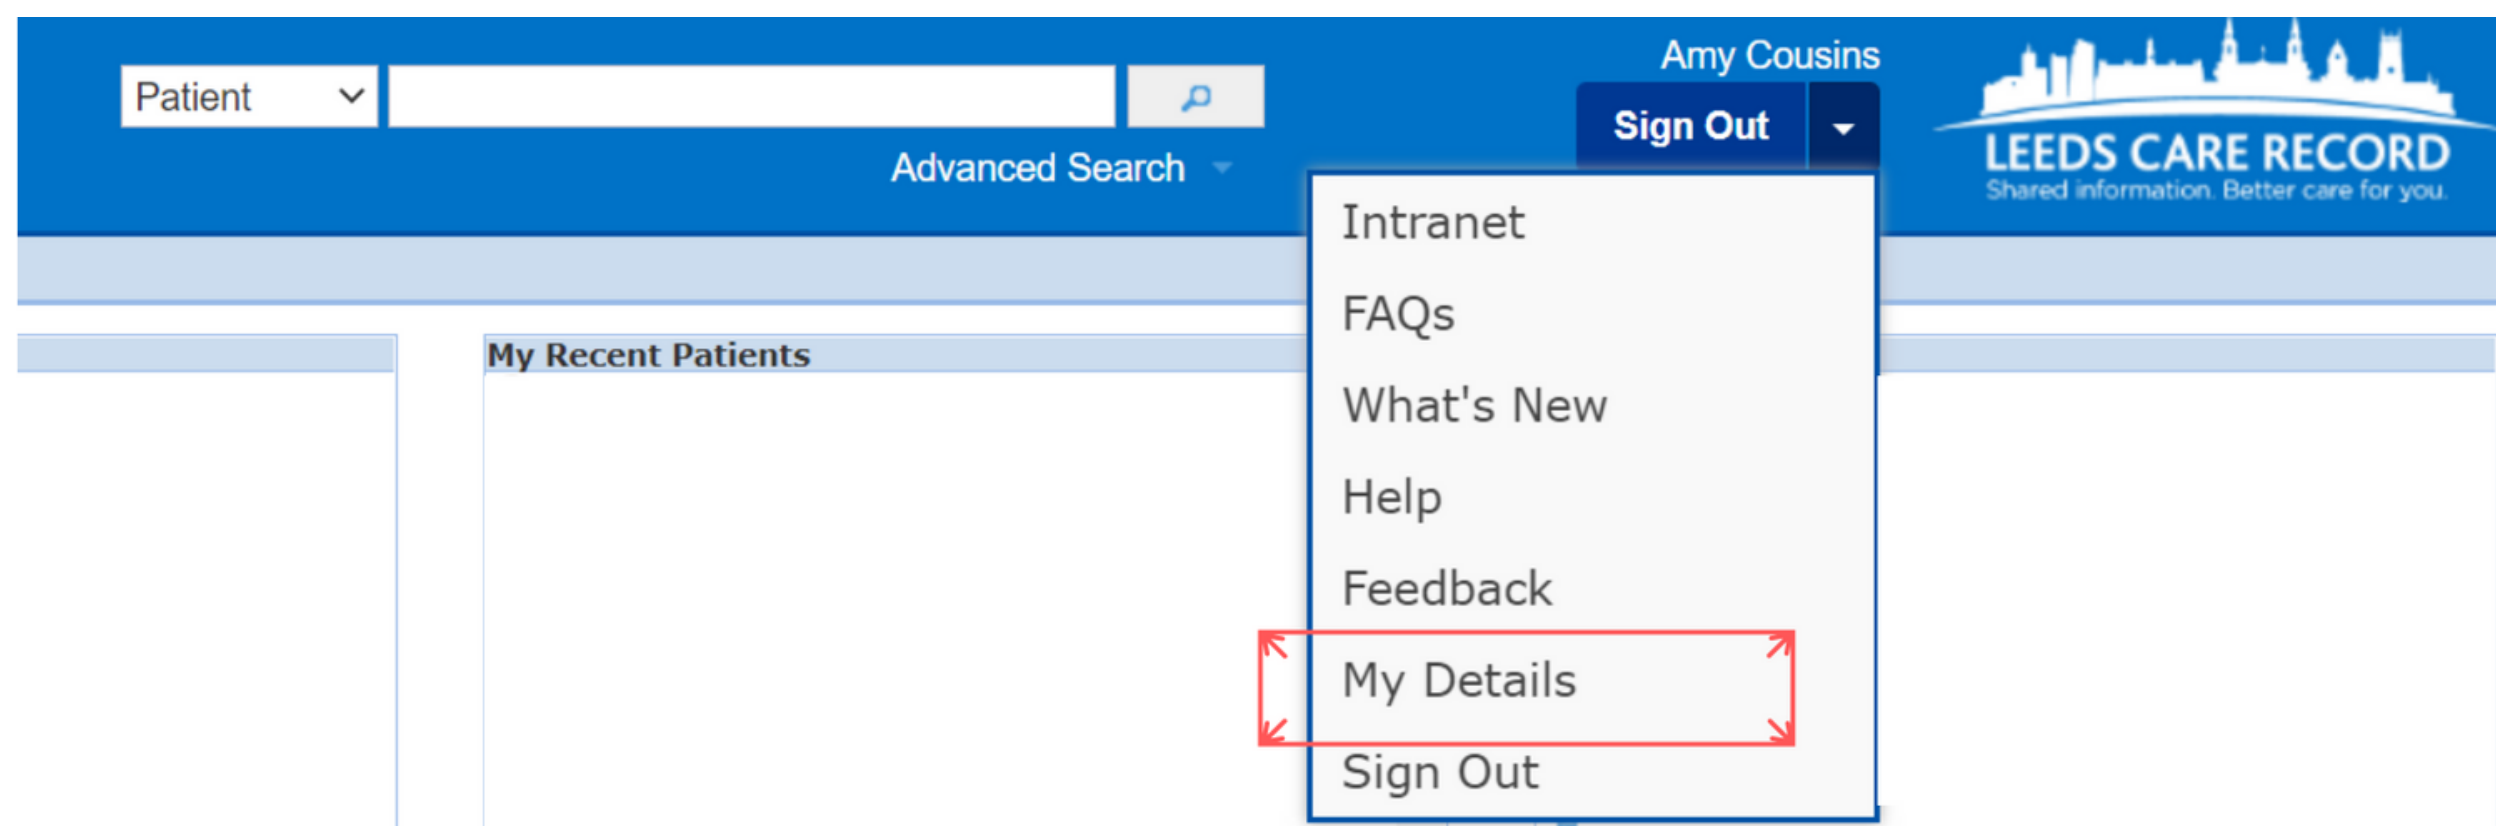 Amy Cousins
Patient
Sign Out
Advanced Search
LEEDS CARE RECORD
Shared information. Better care for you.
Intranet
FAQs
My Recent Patients
What's New
Help
Feedback
My Details
Sign Out